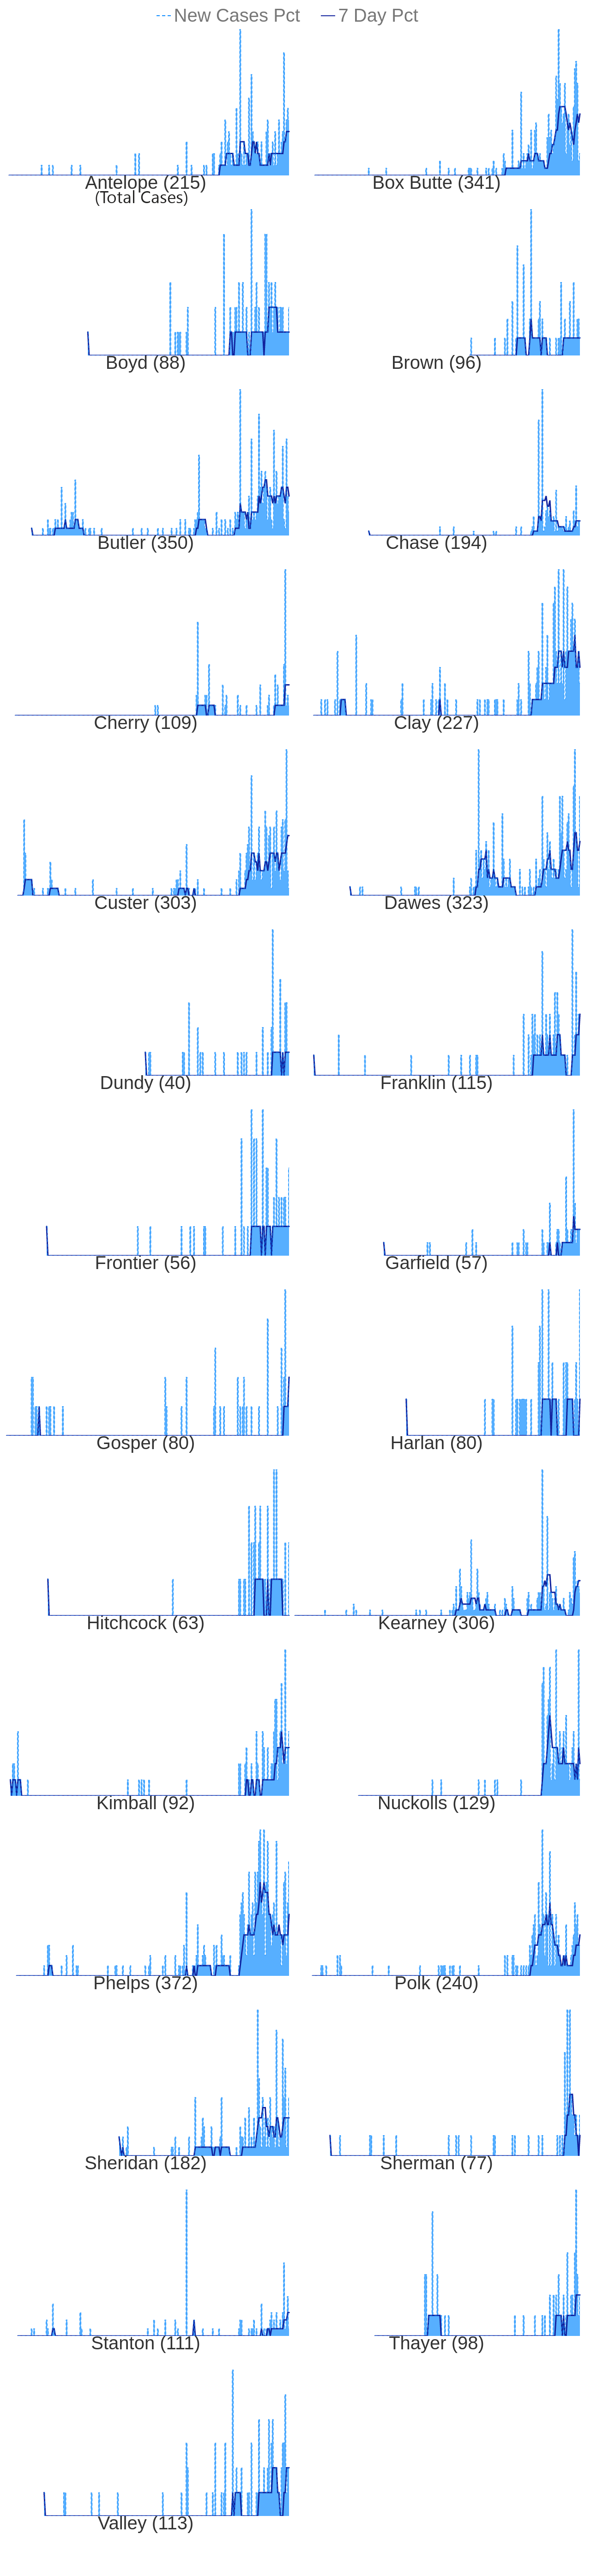 New Cases Pct 7 Day Pct
Antelope (215) Box Butte (341)
(Total Cases)
Boyd (88) Brown (96)
Butler (350) Chase (194)
Cherry (109) Clay (227)
Custer (303) Dawes (323)
Dundy (40) Franklin (115)
Frontier (56) Garfield (57)
Gosper (80) Harlan (80)
Hitchcock (63) Kearney (306)
Kimball (92) Nuckolls (129)
Phelps (372) Polk (240)
Sheridan (182) Sherman (77)
Stanton (111) Thayer (98)
Valley (113)